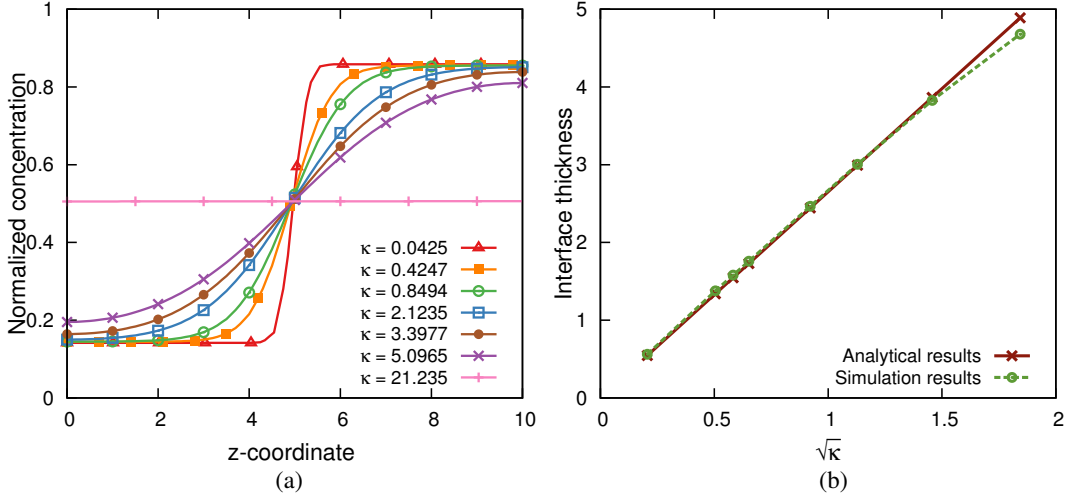 1
0.8
0.6
0.4
0.2
0
Normalized concentration
0
2
4
6
8
10
z-coordinate
κ = 0.0425
κ = 0.4247
κ = 0.8494
κ = 2.1235
κ = 3.3977
κ = 5.0965
κ = 21.235
(a)
5
4
3
2
1
0
Interface thickness
0
0.5
1
1.5
2
√κ
Analytical results
Simulation results
(b)